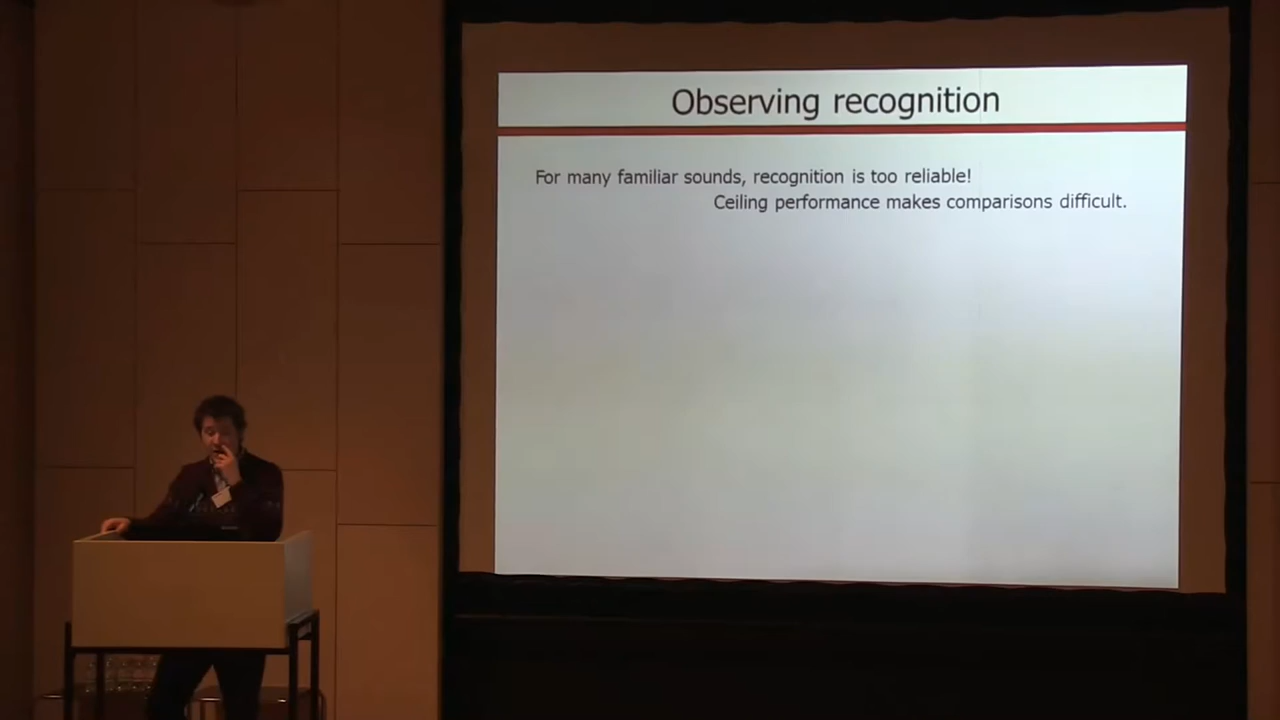 Observing recognition
For many familiar sounds, recognition is too reliable!
Ceiling performance makes comparisons difficult.